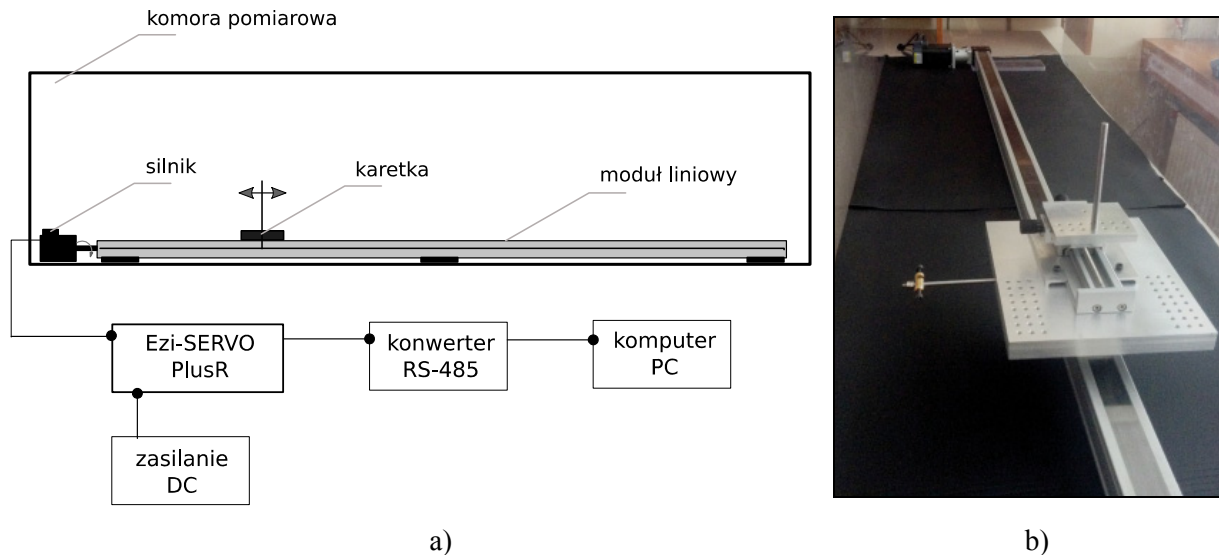 komora pomiarowa
silnik
karetka
moduł liniowy
Ezi-SERVO
PlusR
konwerter
RS-485
komputer
PC
zasilanie
DC
a)
b)